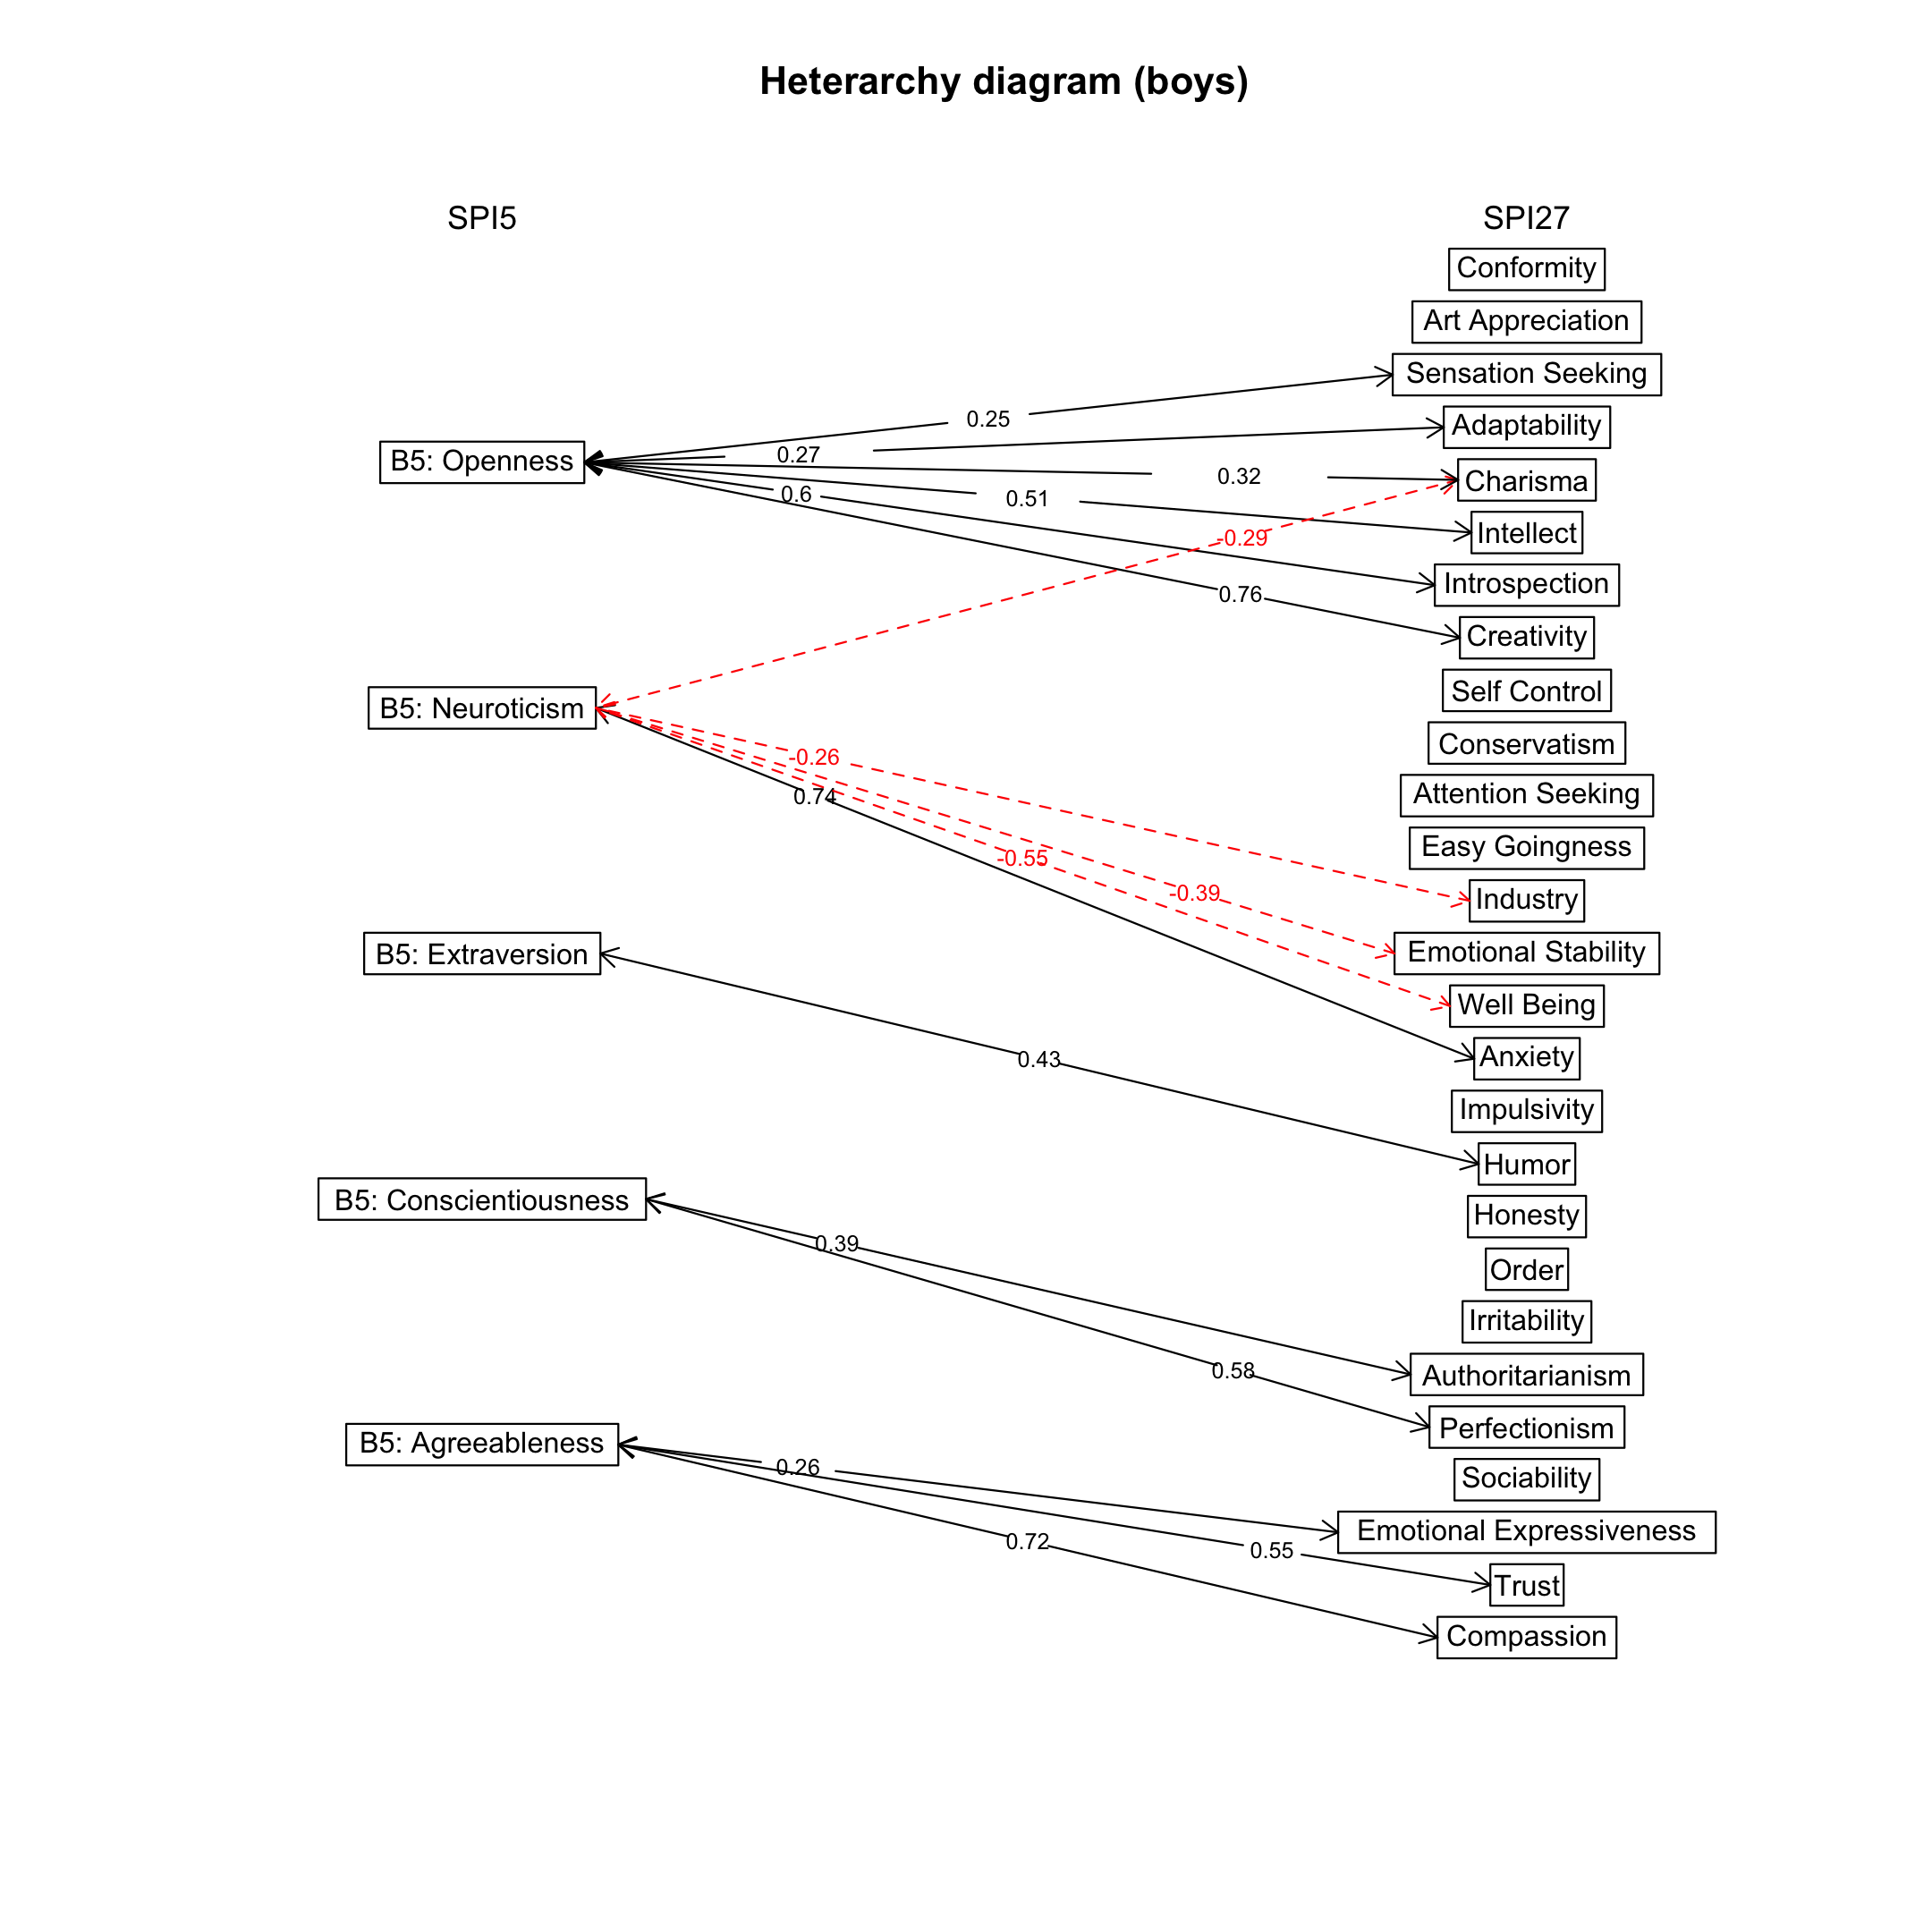 Heterarchy diagram (boys)
SPI5
SPI27
Conformity
Art Appreciation
Sensation Seeking
0.25
Adaptability
B5: Openness
0.27
0.32
Charisma
0.6
0.51
Intellect
-0.29
Introspection
0.76
Creativity
Self Control
B5: Neuroticism
Conservatism
-0.26
0.74
Attention Seeking
Easy Goingness
-0.55
-0.39
Industry
B5: Extraversion
Emotional Stability
Well Being
0.43
Anxiety
Impulsivity
Humor
B5: Conscientiousness
Honesty
0.39
Order
Irritability
0.58
Authoritarianism
Perfectionism
B5: Agreeableness
0.26
Sociability
0.72
0.55
Emotional Expressiveness
Trust
Compassion